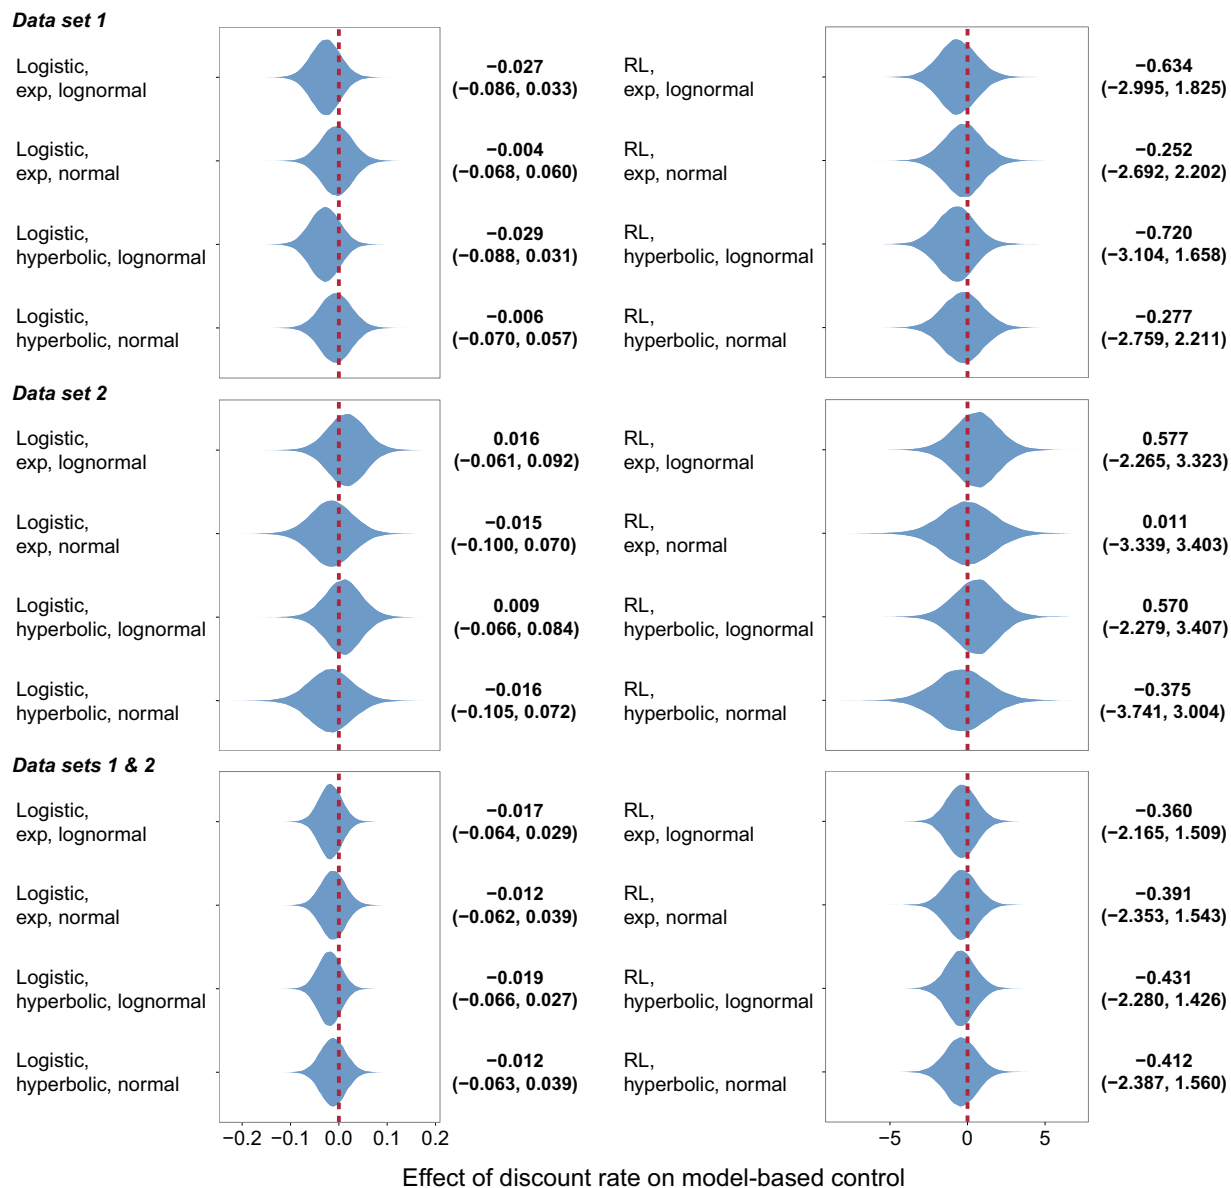 Data set 1
Logistic,
exp, lognormal
−0.027
(−0.086, 0.033)
RL,
exp, lognormal
−0.634
(−2.995, 1.825)
Logistic,
exp, normal
−0.004
(−0.068, 0.060)
RL,
exp, normal
−0.252
(−2.692, 2.202)
Logistic,
hyperbolic, lognormal
−0.029
(−0.088, 0.031)
RL,
hyperbolic, lognormal
−0.720
(−3.104, 1.658)
Logistic,
hyperbolic, normal
−0.006
(−0.070, 0.057)
RL,
hyperbolic, normal
−0.277
(−2.759, 2.211)
Data set 2
Logistic,
exp, lognormal
0.016
(−0.061, 0.092)
RL,
exp, lognormal
0.577
(−2.265, 3.323)
Logistic,
exp, normal
−0.015
(−0.100, 0.070)
RL,
exp, normal
0.011
(−3.339, 3.403)
Logistic,
hyperbolic, lognormal
0.009
(−0.066, 0.084)
RL,
hyperbolic, lognormal
0.570
(−2.279, 3.407)
Logistic,
hyperbolic, normal
−0.016
(−0.105, 0.072)
RL,
hyperbolic, normal
−0.375
(−3.741, 3.004)
Data sets 1 & 2
Logistic,
exp, lognormal
−0.017
(−0.064, 0.029)
RL,
exp, lognormal
−0.360
(−2.165, 1.509)
Logistic,
exp, normal
−0.012
(−0.062, 0.039)
RL,
exp, normal
−0.391
(−2.353, 1.543)
Logistic,
hyperbolic, lognormal
−0.019
(−0.066, 0.027)
RL,
hyperbolic, lognormal
−0.431
(−2.280, 1.426)
Logistic,
hyperbolic, normal
−0.012
(−0.063, 0.039)
RL,
hyperbolic, normal
−0.412
(−2.387, 1.560)
−0.2 −0.1 0.0 0.1 0.2
−5 0 5
Effect of discount rate on model-based control